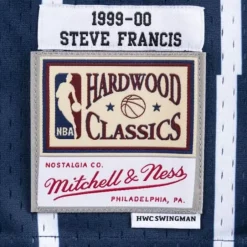 1999-00
STEVE FRANCIS
HARDWOOD
NBA
CLASSICS
NOSTALGIA CO.
Mitchell & Ness
PHILADELPHIA, PA.
HWC SWINGMAN